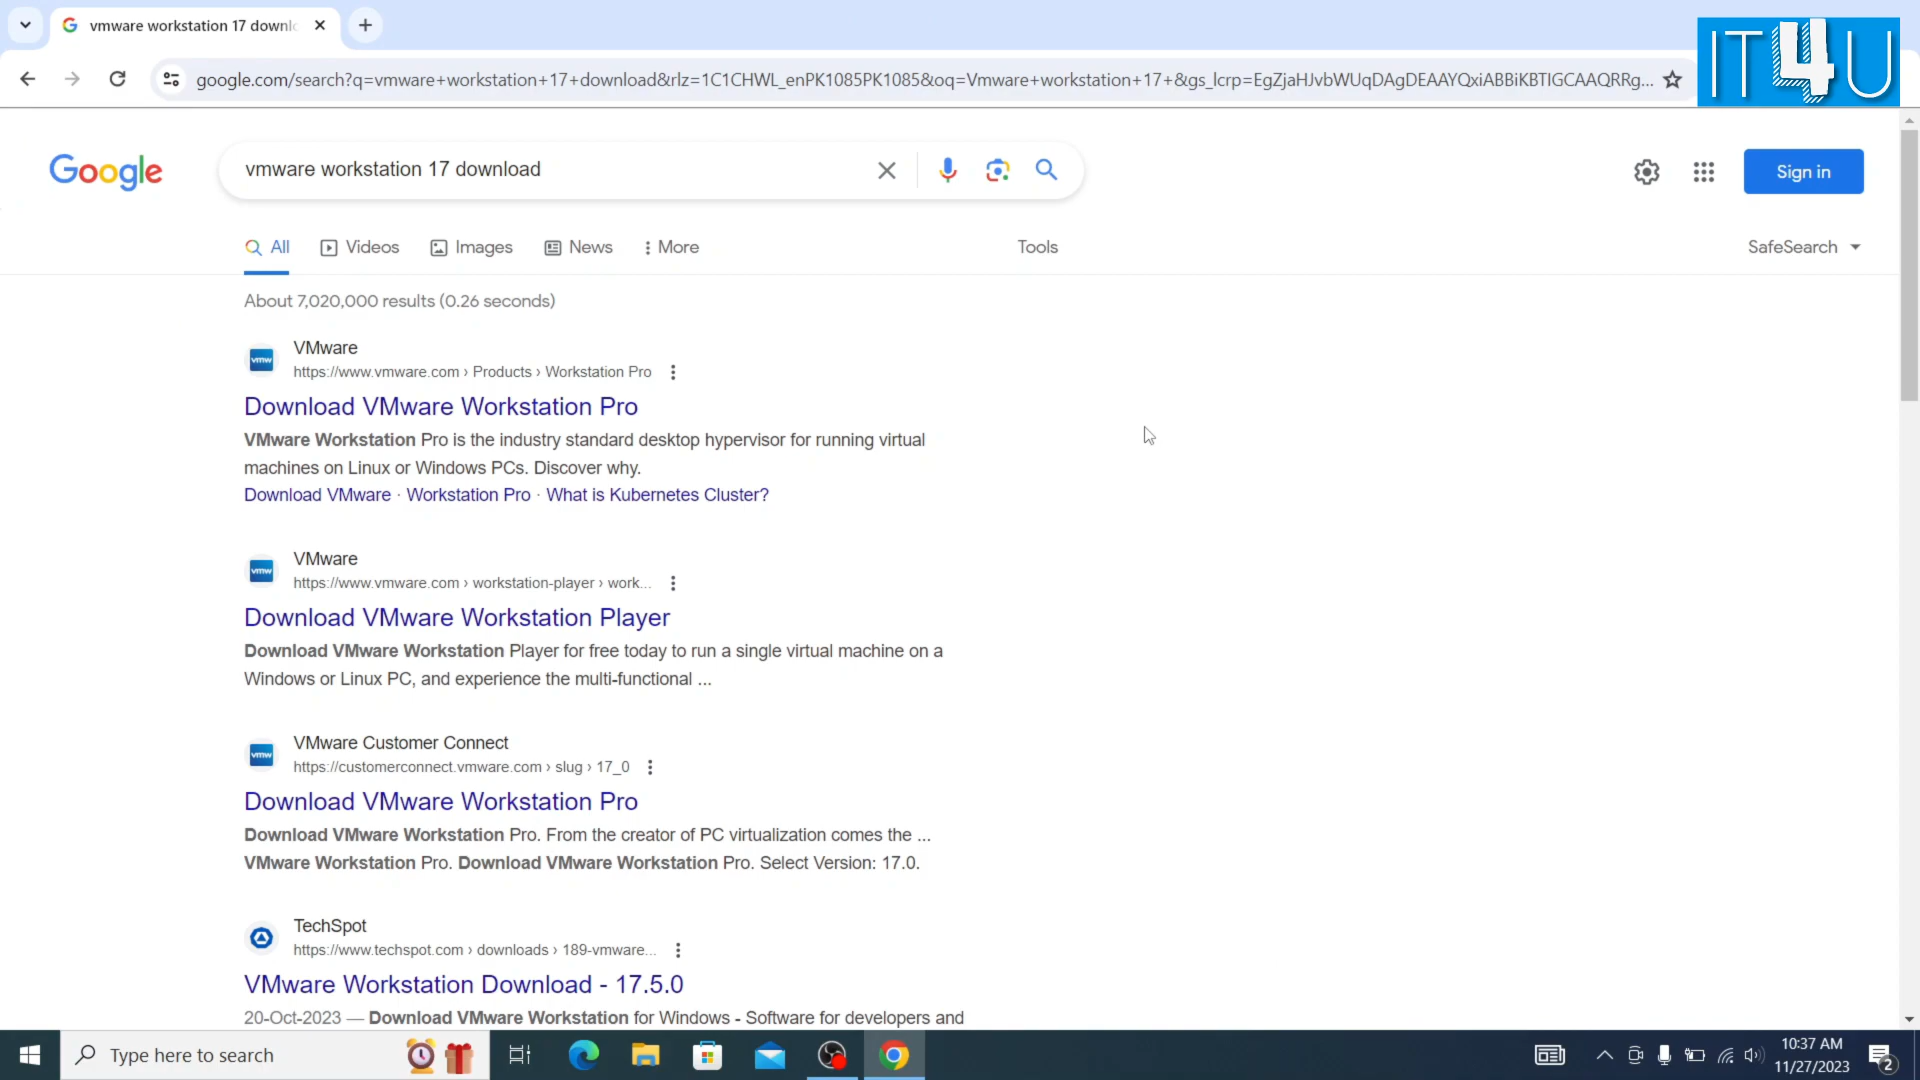 vmware workstation 17 downlo
IT4U
google.com/search?q=vmware+workstation+17+download&rlz=1C1CHWL_enPK1085PK1085&oq=Vmware+workstation+17+&gs_lcrp=EgZjaHJvbWUqDAgDEAAYQxiABBiKBTIGCAAQRRg...
Google
vmware workstation 17 download
Sign in
All Videos Images News More Tools SafeSearch
About 7,020,000 results (0.26 seconds)
vmw
VMware
https://www.vmware.com › Products › Workstation Pro
Download VMware Workstation Pro
VMware Workstation Pro is the industry standard desktop hypervisor for running virtual
machines on Linux or Windows PCs. Discover why.
Download VMware · Workstation Pro · What is Kubernetes Cluster?
vmw
VMware
https://www.vmware.com › workstation-player › work...
Download VMware Workstation Player
Download VMware Workstation Player for free today to run a single virtual machine on a
Windows or Linux PC, and experience the multi-functional ...
vmw
VMware Customer Connect
https://customerconnect.vmware.com › slug › 17_0
Download VMware Workstation Pro
Download VMware Workstation Pro. From the creator of PC virtualization comes the ...
VMware Workstation Pro. Download VMware Workstation Pro. Select Version: 17.0.
TechSpot
https://www.techspot.com › downloads › 189-vmware...
VMware Workstation Download - 17.5.0
20-Oct-2023 — Download VMware Workstation for Windows - Software for developers and
Type here to search
10:37 AM
11/27/2023
2